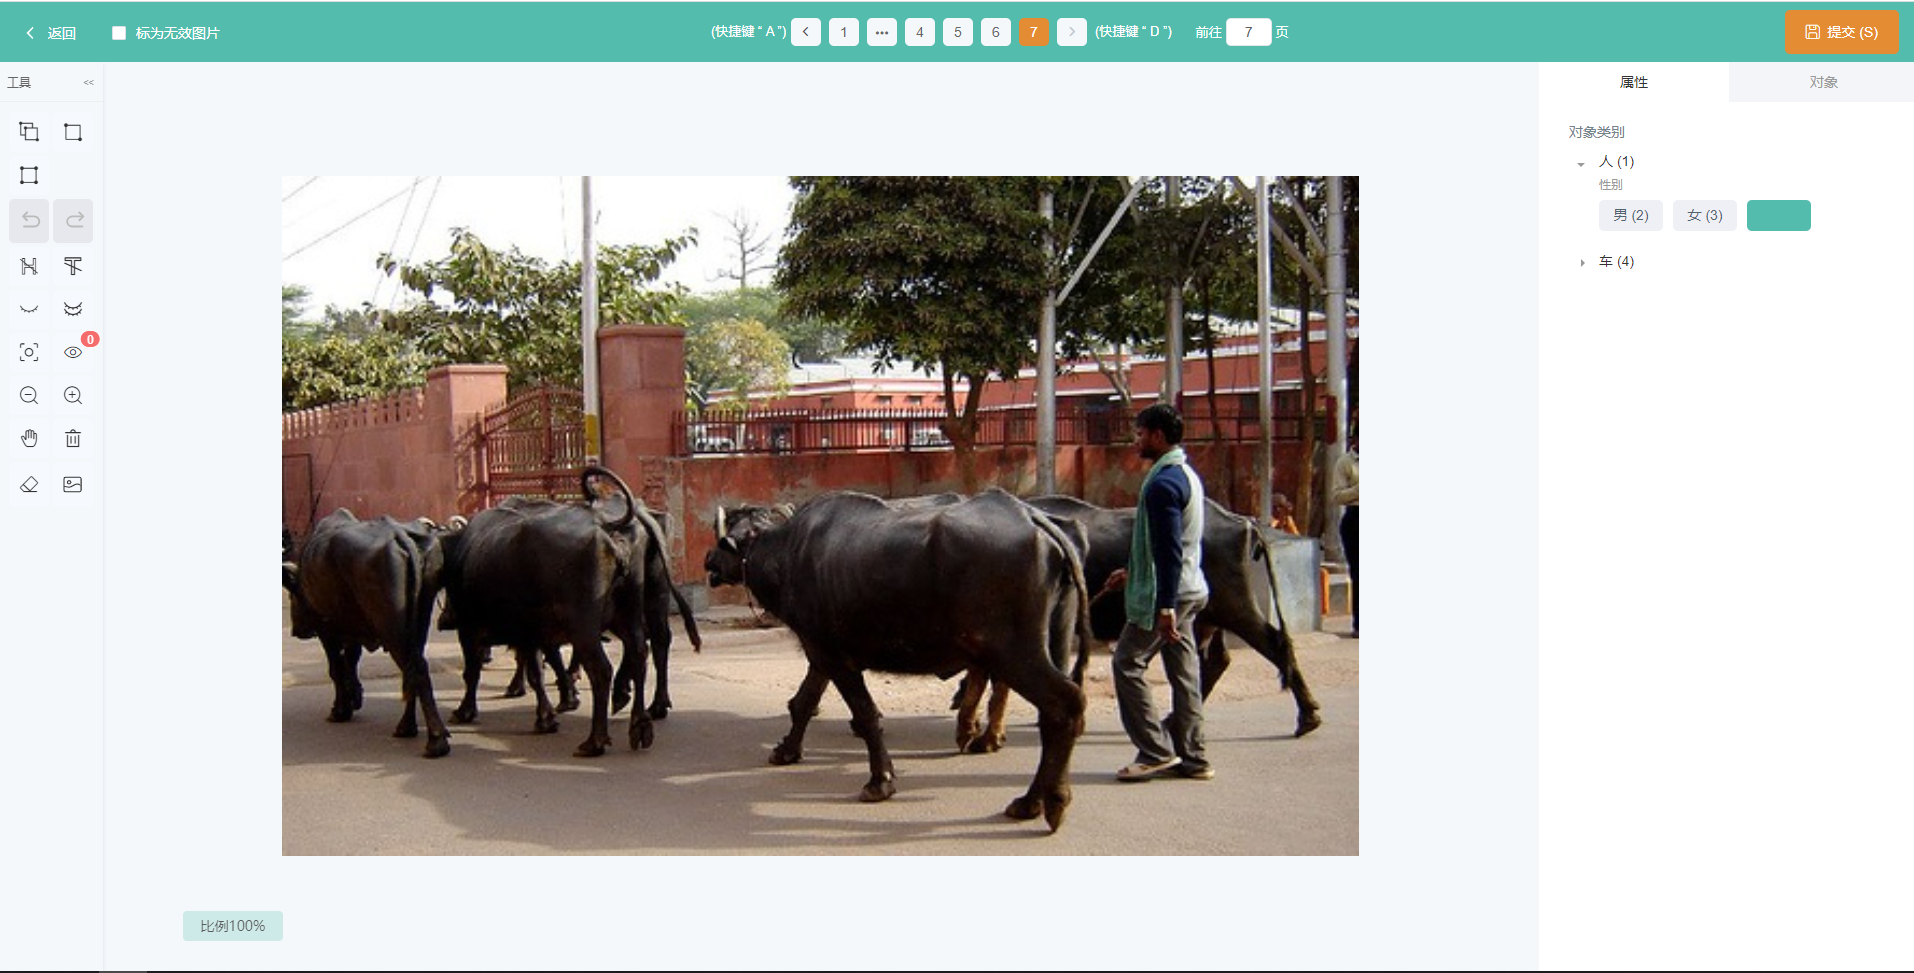 返回
标为无效图片
(快捷键 “ A ”)
1
•••
4
5
6
7
(快捷键 “ D ”)
前往 7 页
提交 (S)
工具
<<
0
属性
对象
对象类别
人 (1)
性别
男 (2)
女 (3)
车 (4)
比例100%